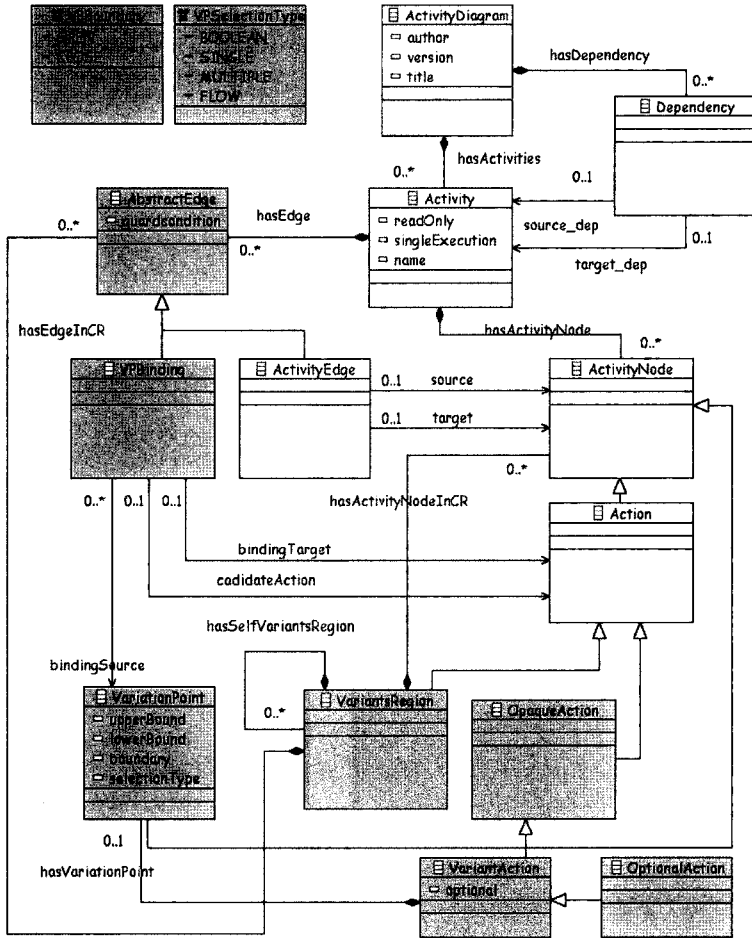 VPSelectionType
BOOLEAN
SINGLE
MULTIPLE
FLOW
ActivityDiagram
author
version
title
hasDependency
0..*
Dependency
hasActivities
0..*
0..1
AbstractEdge
guardcondition
0..*
hasEdge
0..*
Activity
readOnly
singleExecution
name
source_dep
0..1
target_dep
hasEdgeInCR
hasActivityNode
0..*
VPBinding
ActivityEdge
0..1
source
0..1
target
ActivityNode
0..*
0..*
0..1
0..1
hasActivityNodeInCR
Action
bindingTarget
cadidateAction
hasSelfVariantsRegion
bindingSource
VariationPoint
upperBound
lowerBound
boundary
selectionType
0..*
VariantsRegion
OpaqueAction
0..1
hasVariationPoint
VariantAction
optional
OptionalAction